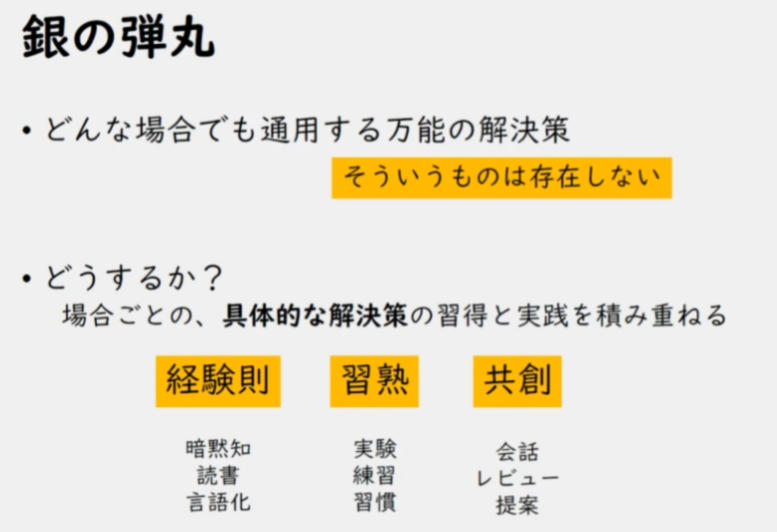 銀の弾丸
• どんな場合でも通用する万能の解決策
そういうものは存在しない
• どうするか？
場合ごとの、具体的な解決策の習得と実践を積み重ねる
経験則
暗黙知
読書
言語化
習熟
実験
練習
習慣
共創
会話
レビュー
提案